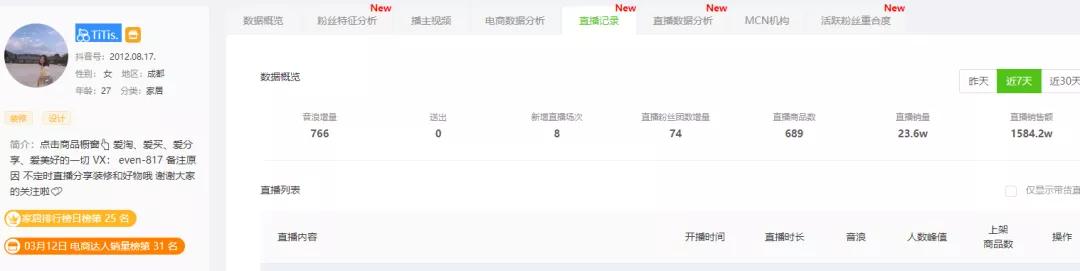 TiTis.
抖音号：2012.08.17.
性别： 女 地区：成都
年龄：27 分类：家居
装修 设计
简介：点击商品橱窗👆 爱淘、爱买、爱分
享、爱美好的一切 VX： even-817 备注原
因 不定时直播分享装修和好物哦 谢谢大家
的关注啦
家居排行榜日榜第 25 名
03月12日 电商达人销量榜第 31 名
New New New New
数据概览 粉丝特征分析 播主视频 电商数据分析 直播记录 直播数据分析 MCN机构 活跃粉丝重合度
数据概览
昨天 近7天 近30天
音浪增量 送出 新增直播场次 直播粉丝团数增量 直播商品数 直播销量 直播销售额
766 0 8 74 689 23.6w 1584.2w
直播列表
仅显示带货直
直播内容 开播时间 直播时长 音浪 人数峰值 上架商品数 操作